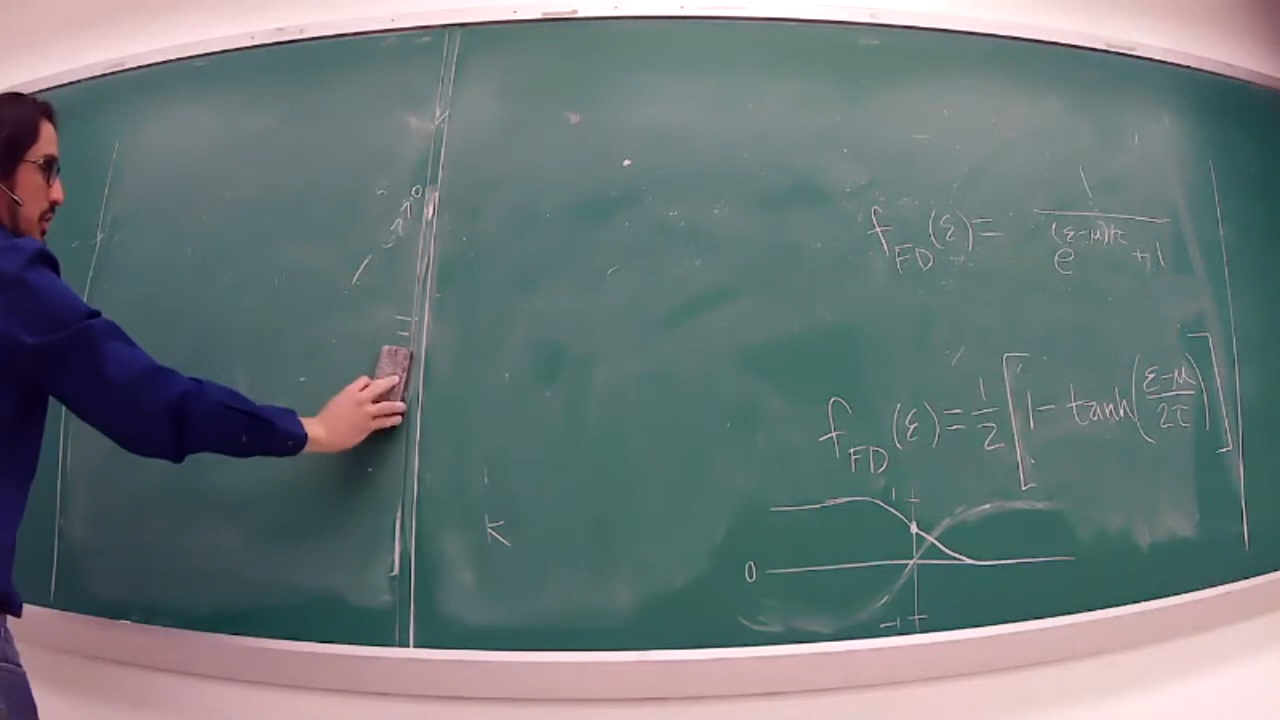 f_FD(ε) = 1/(e^((ε-μ)/τ) + 1)
f_FD(ε) = 1/2 [1 - tanh((ε-μ)/2τ)]
1
K
0
-1